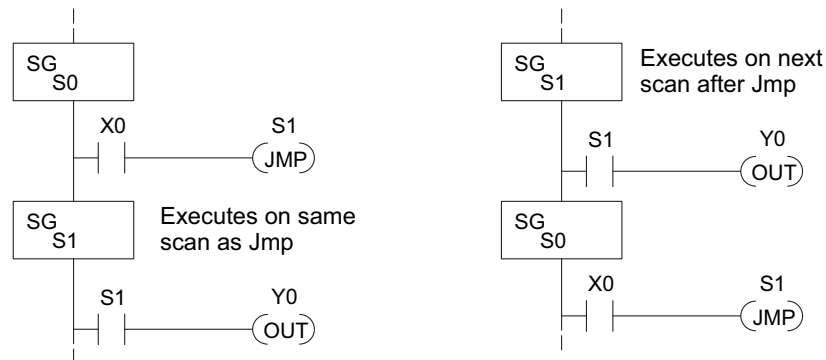 SG
S0
X0
S1
JMP
SG
S1
Executes on same
scan as Jmp
S1
Y0
OUT
SG
S1
Executes on next
scan after Jmp
S1
Y0
OUT
SG
S0
X0
S1
JMP